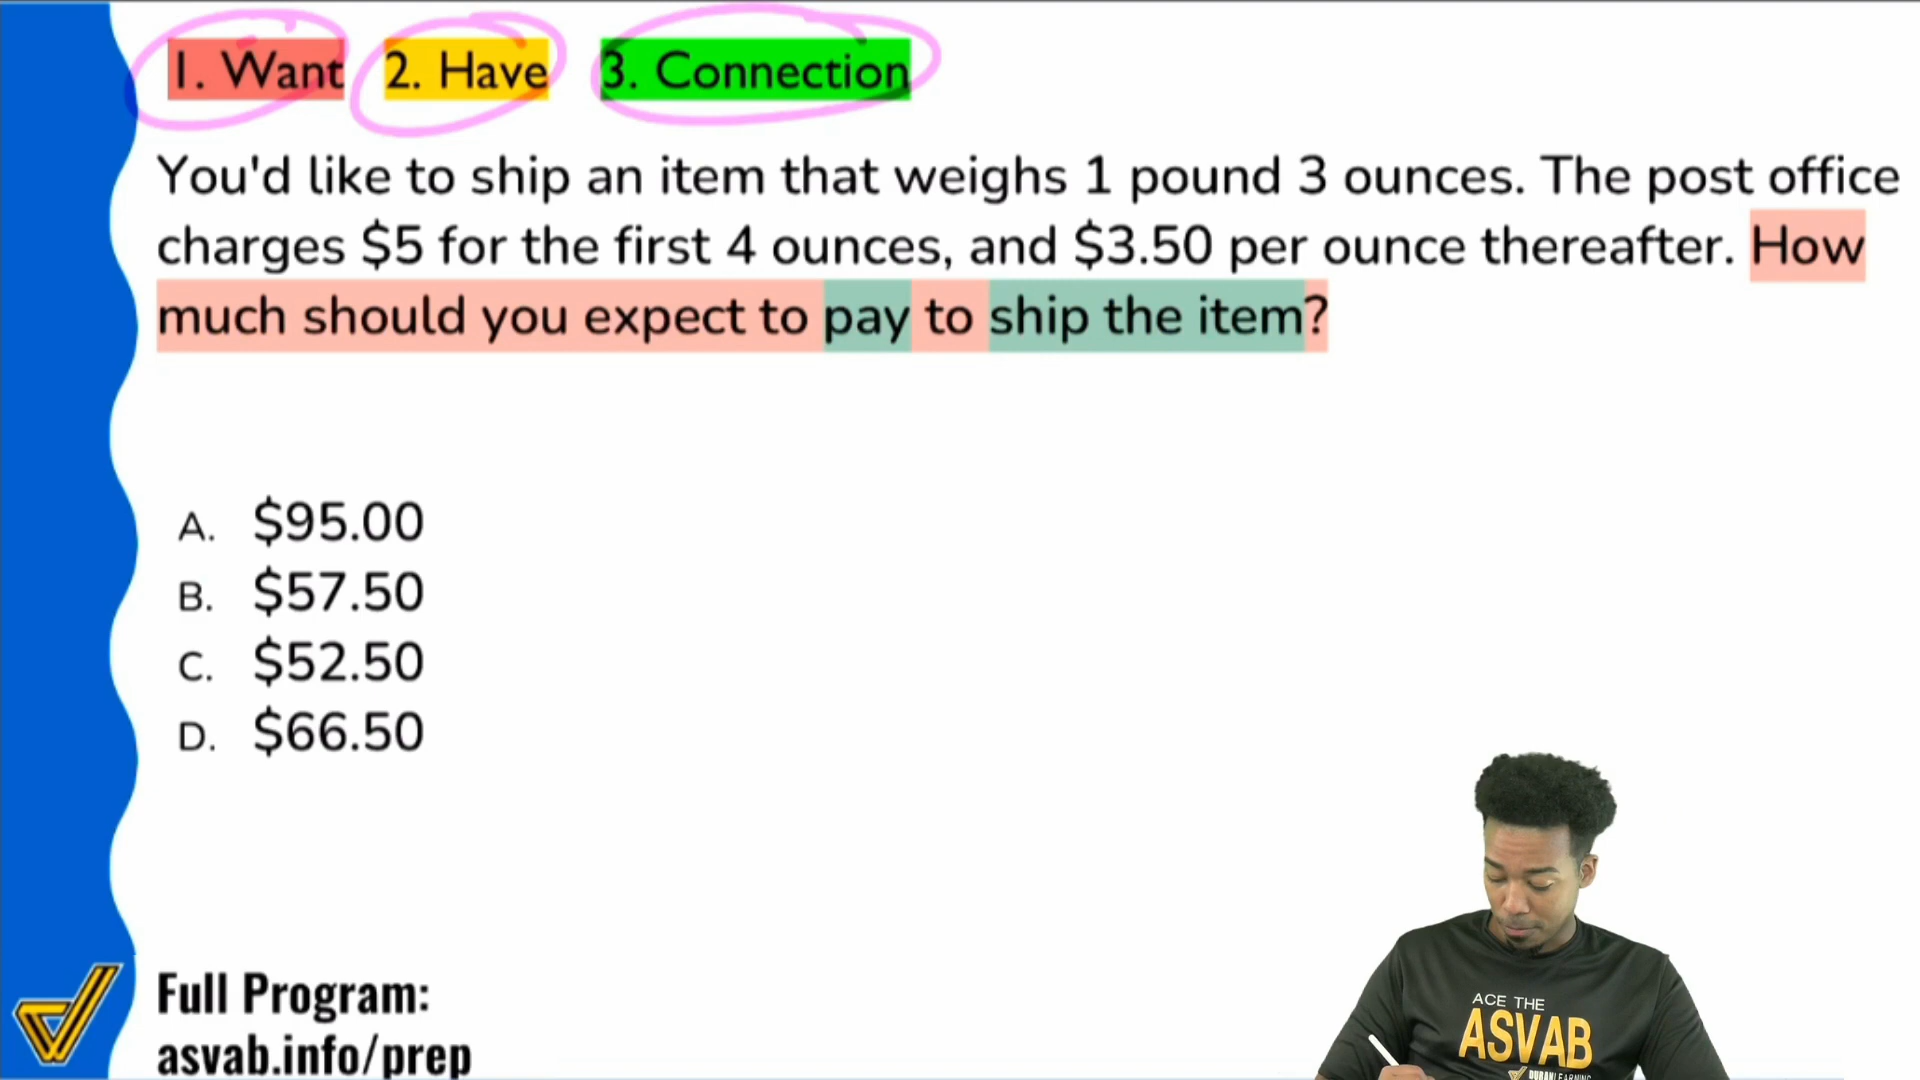 1. Want 2. Have 3. Connection
You'd like to ship an item that weighs 1 pound 3 ounces. The post office
charges $5 for the first 4 ounces, and $3.50 per ounce thereafter. How
much should you expect to pay to ship the item?
A. $95.00
B. $57.50
C. $52.50
D. $66.50
Full Program:
asvab.info/prep
ACE THE
ASVAB
DURAN LEARNING